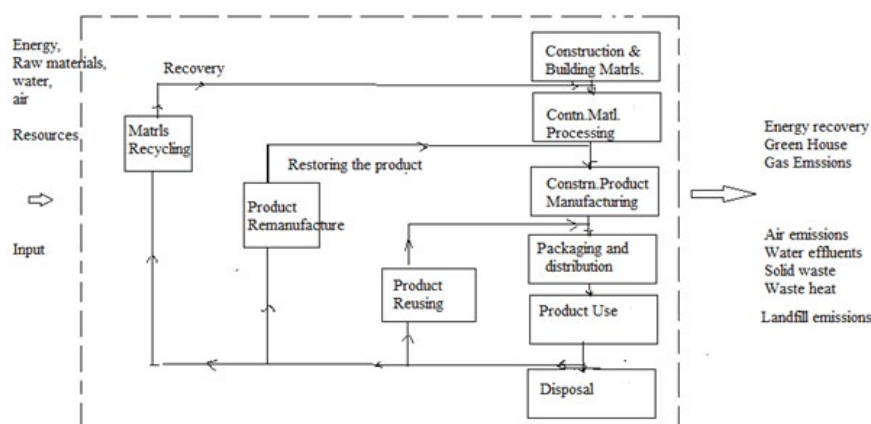 Energy,
Raw materials,
water,
air
Resources
Input
Recovery
Matrls
Recycling
Restoring the product
Product
Remanufacture
Product
Reusing
Construction &
Building Matrls.
Contn.Matl.
Processing
Constrn.Product
Manufacturing
Packaging and
distribution
Product Use
Disposal
Energy recovery
Green House
Gas Emssions
Air emissions
Water effluents
Solid waste
Waste heat
Landfill emissions